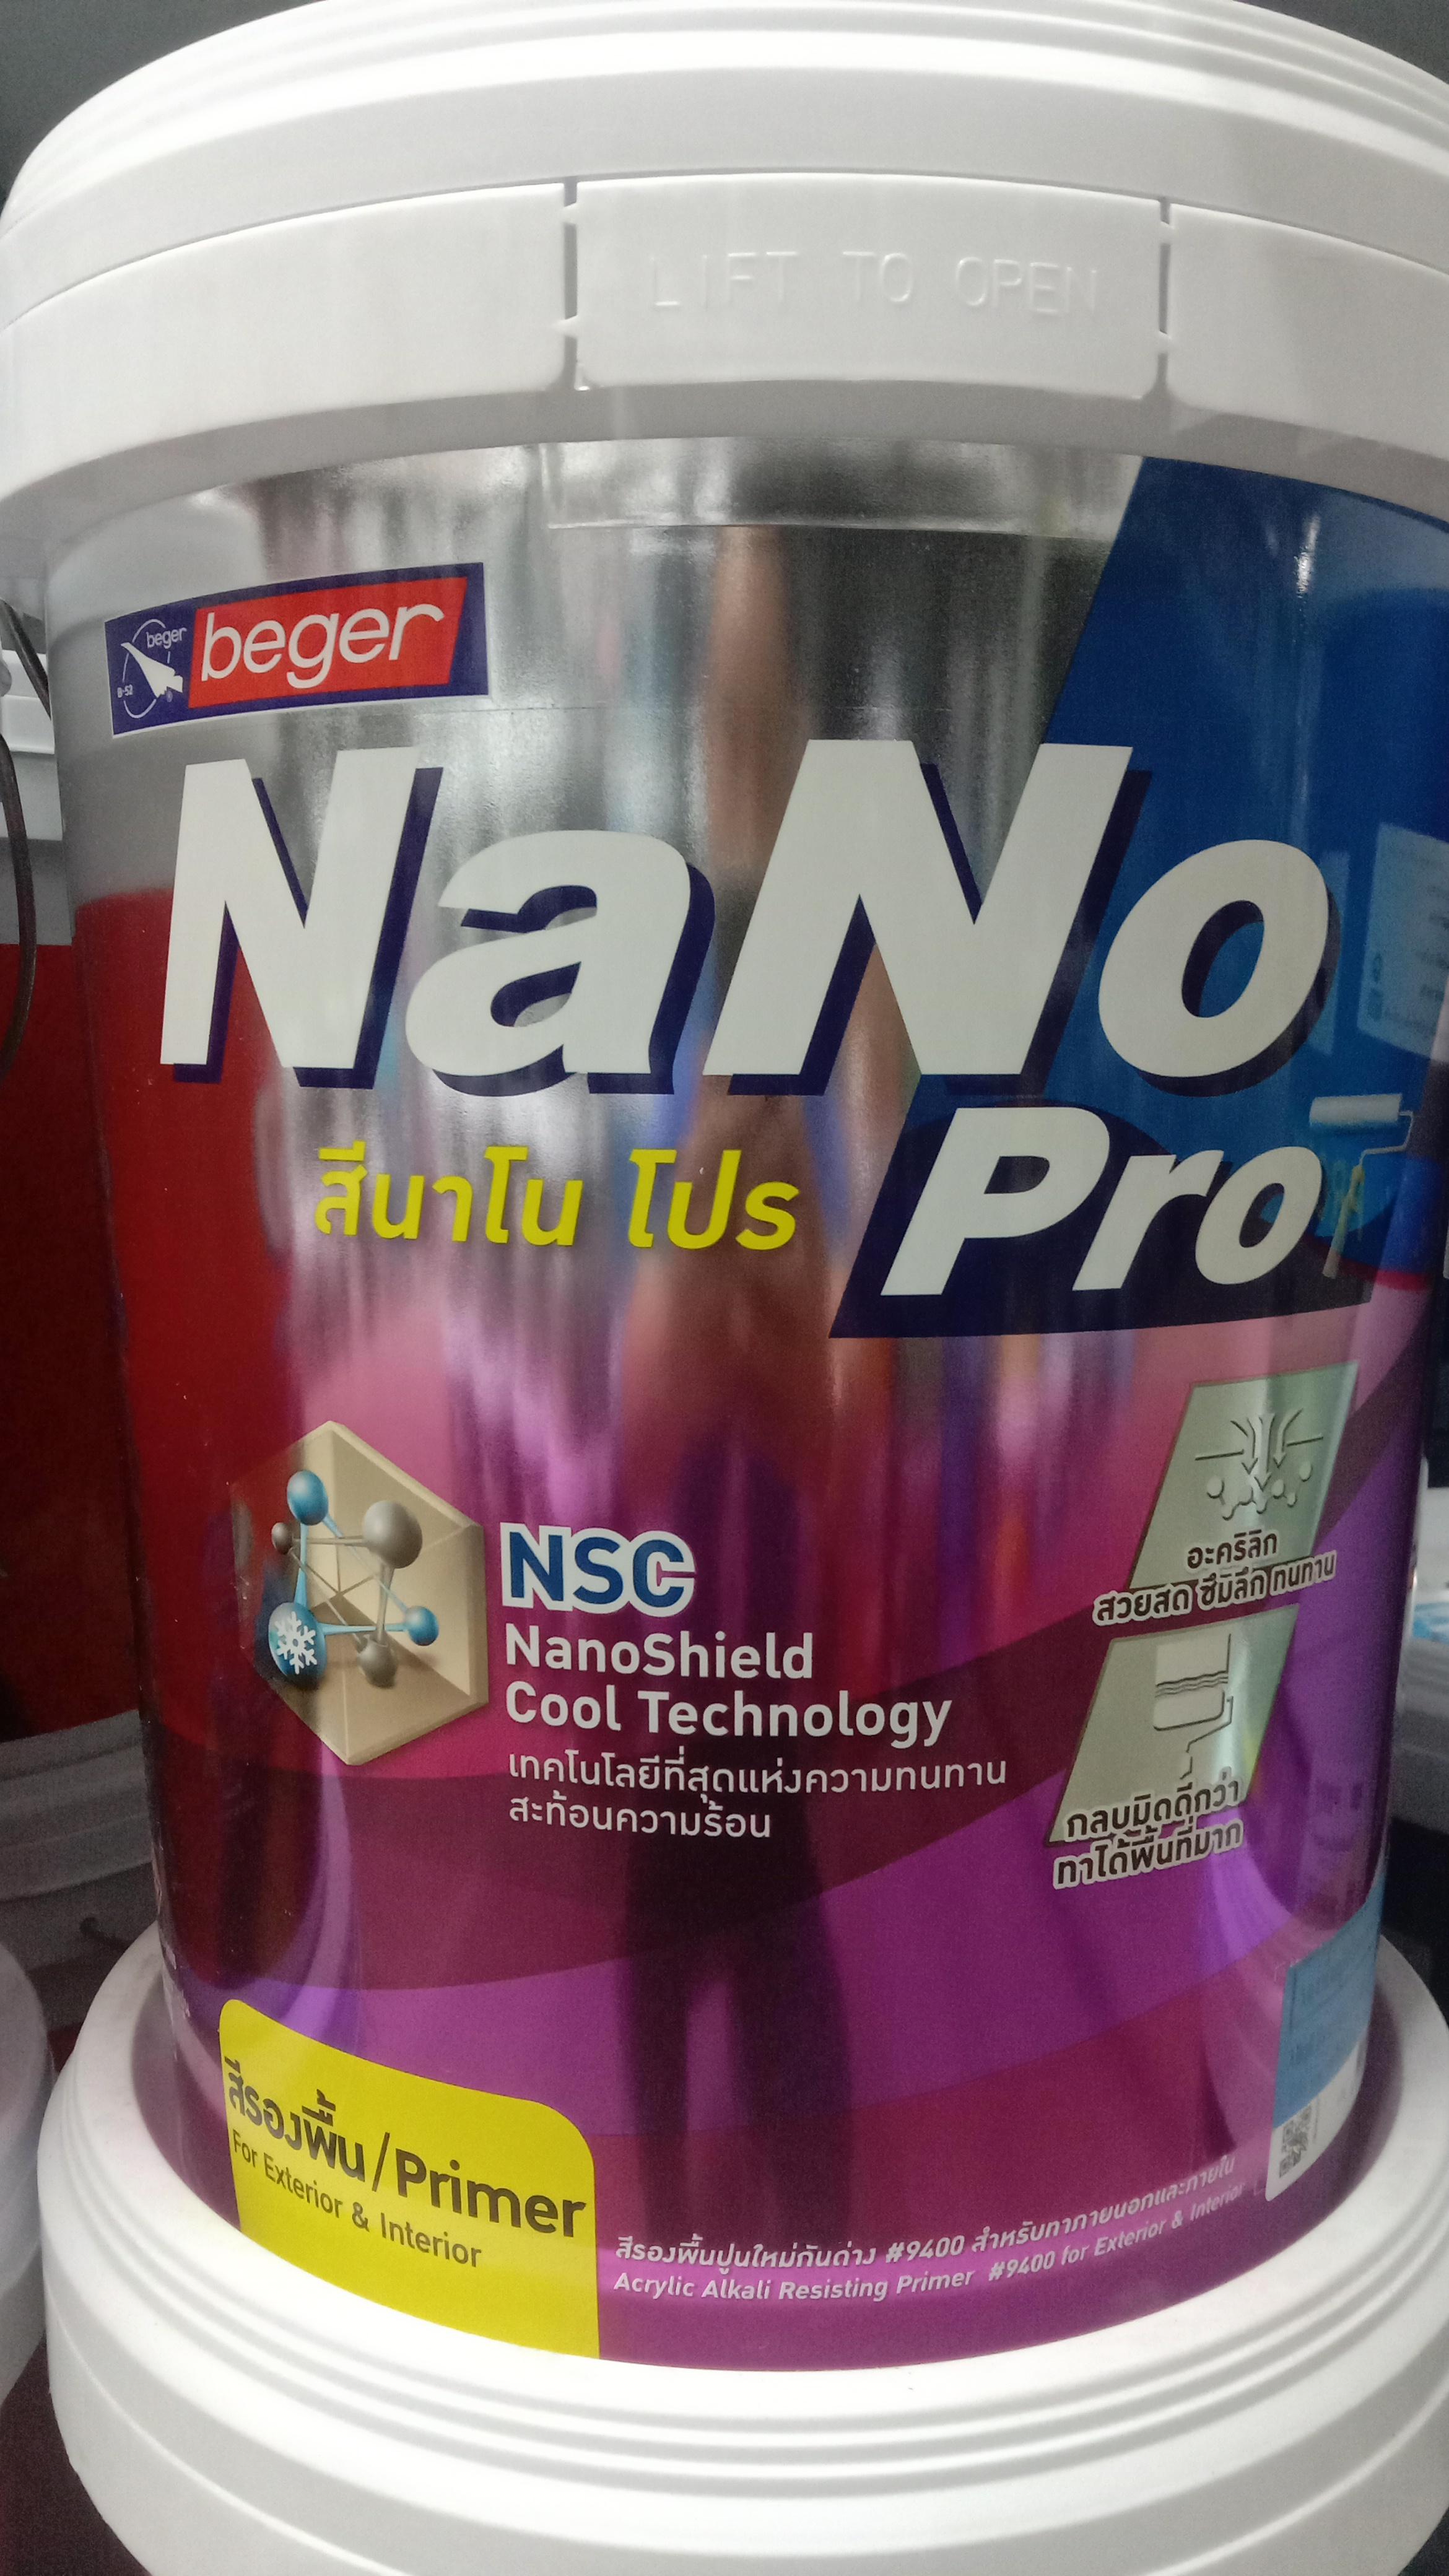 LIFT TO OPEN
beger
B-52
beger
NaNo
Pro
สีนาโน โปร
NSC
NanoShield
Cool Technology
เทคโนโลยีที่สุดแห่งความทนทาน
สะท้อนความร้อน
อะคริลิก
สวยสด ซึมลึก ทนทาน
กลบมิดดีกว่า
ทาได้พื้นที่มาก
สีรองพื้น/Primer
For Exterior & Interior
สีรองพื้นปูนใหม่กันด่าง #9400 สำหรับทาภายนอกและภายใน
Acrylic Alkali Resisting Primer #9400 for Exterior & Interior